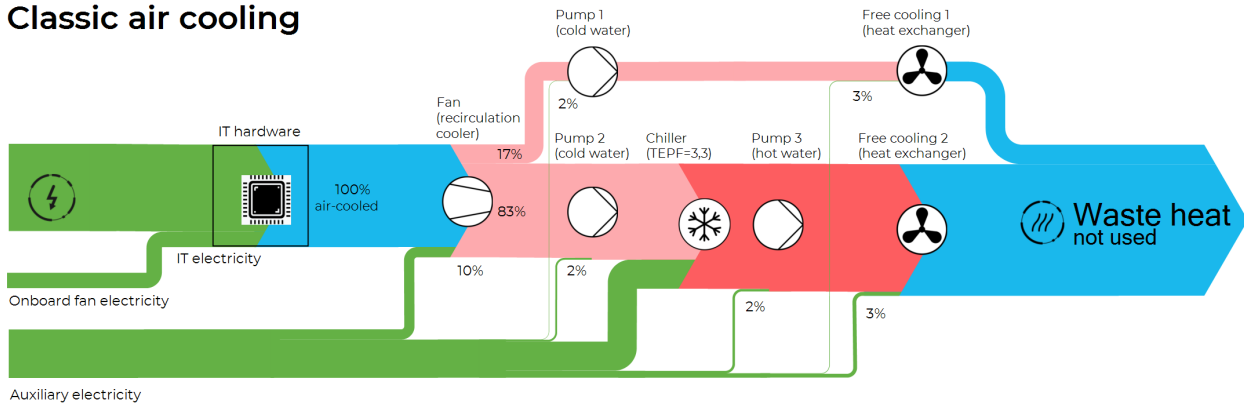 Classic air cooling
Pump 1
(cold water)
Free cooling 1
(heat exchanger)
2%
3%
Fan
(recirculation
cooler)
IT hardware
17%
Pump 2
(cold water)
Chiller
(TEPF=3,3)
Pump 3
(hot water)
Free cooling 2
(heat exchanger)
100%
air-cooled
83%
Waste heat
not used
IT electricity
10%
2%
Onboard fan electricity
2%
3%
Auxiliary electricity